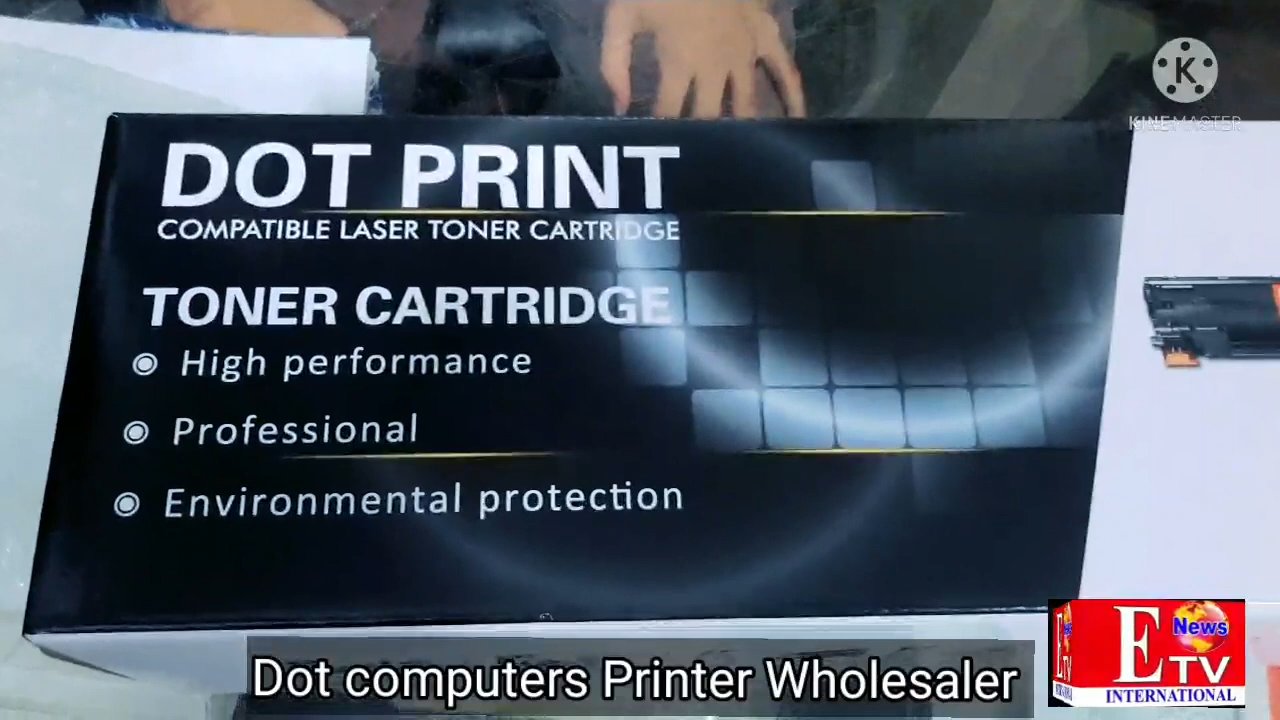 K
KINEMASTER
DOT PRINT
COMPATIBLE LASER TONER CARTRIDGE
TONER CARTRIDGE
High performance
Professional
Environmental protection
Dot computers Printer Wholesaler
E News
TV
INTERNATIONAL